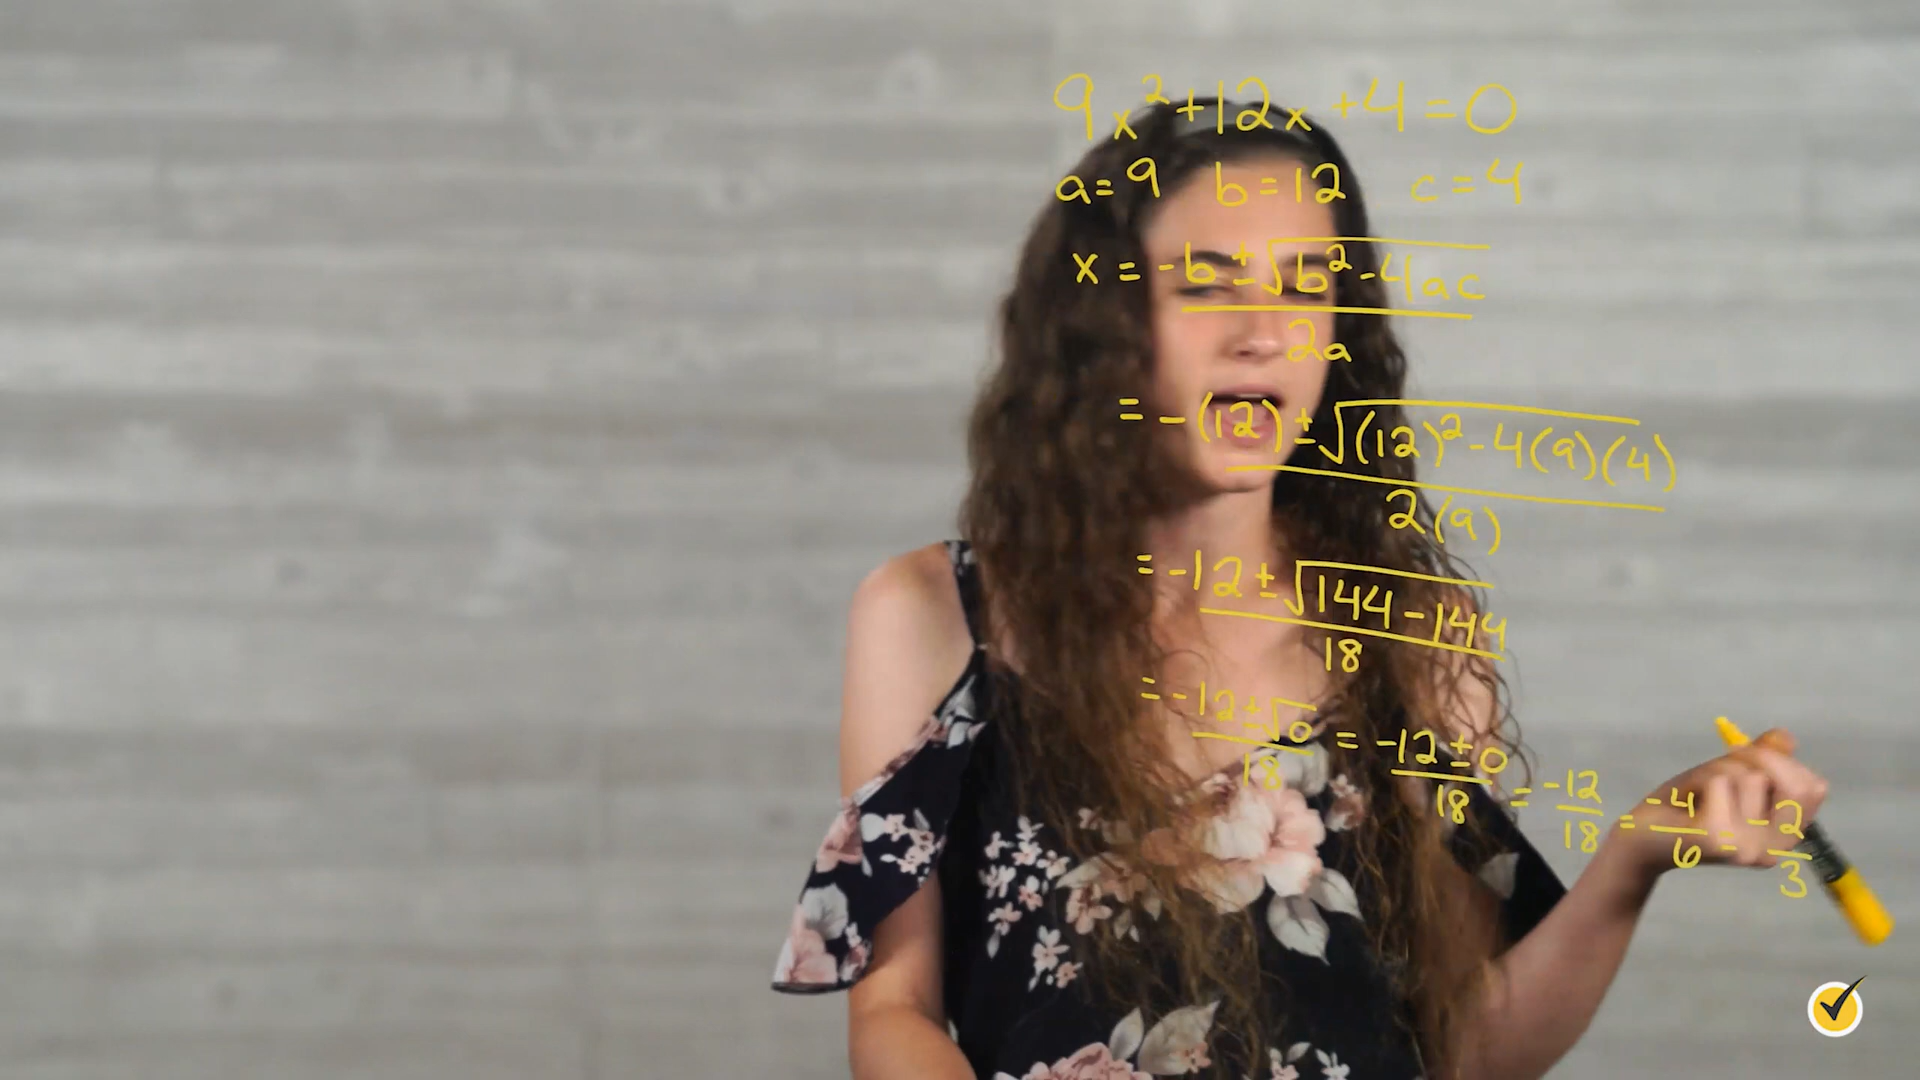 9x²+12x+4=0
a=9 b=12 c=4
x = -b±√b²-4ac / 2a
= -(12)±√(12)²-4(9)(4) / 2(9)
= -12±√144-144 / 18
= -12±√0 / 18 = -12±0 / 18 = -12/18 = -4/6 = -2/3